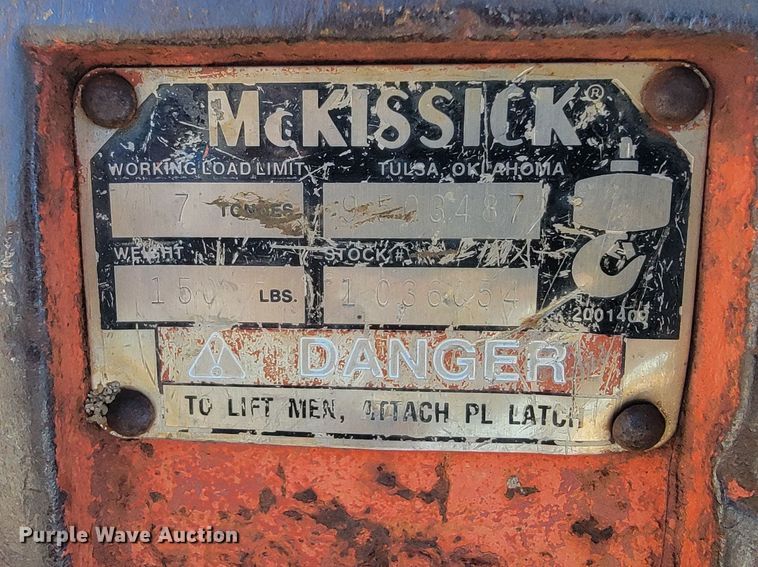 McKISSICK®
WORKING LOAD LIMIT TULSA, OKLAHOMA
7 TONNES
WEIGHT STOCK #
150 LBS.
DANGER
TO LIFT MEN, ATTACH PL LATCH
Purple Wave Auction